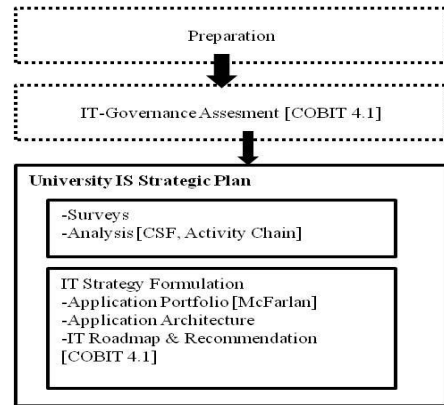 Preparation
IT-Governance Assesment [COBIT 4.1]
University IS Strategic Plan
-Surveys
-Analysis [CSF, Activity Chain]
IT Strategy Formulation
-Application Portfolio [McFarlan]
-Application Architecture
-IT Roadmap & Recommendation
[COBIT 4.1]